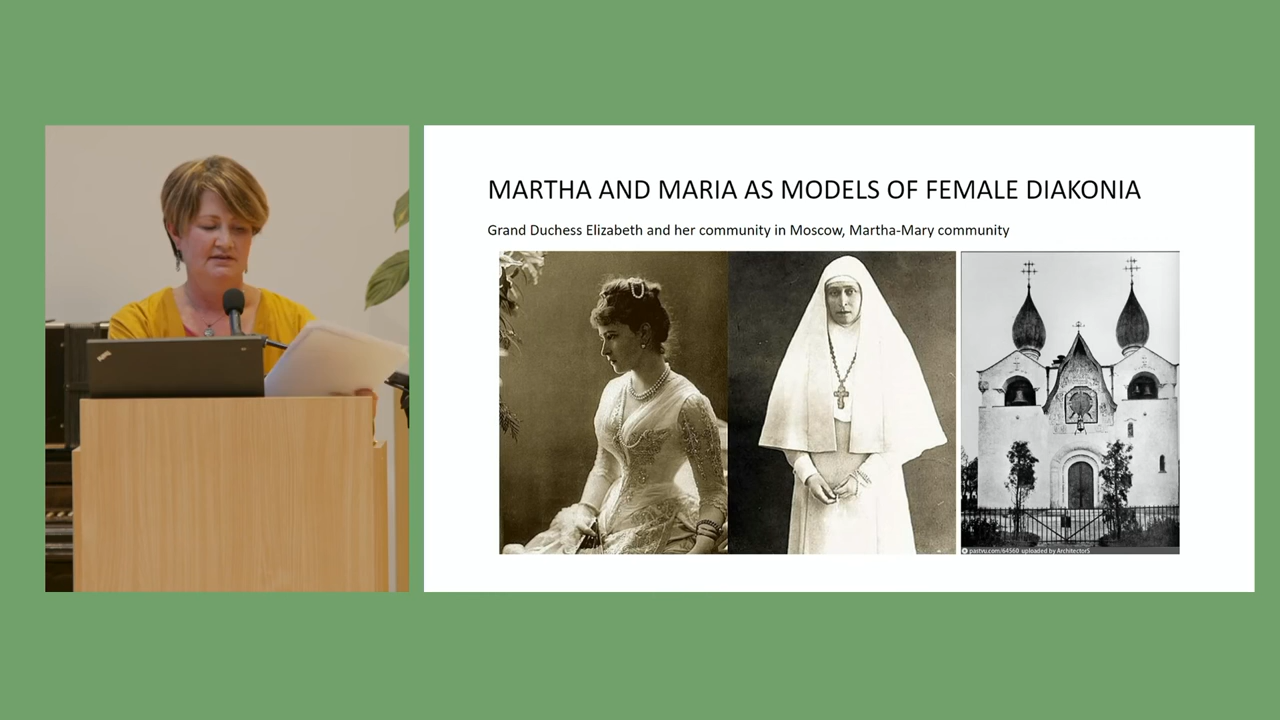 MARTHA AND MARIA AS MODELS OF FEMALE DIAKONIA
Grand Duchess Elizabeth and her community in Moscow, Martha-Mary community
pastvu.com/64560 uploaded by ArchitectorS